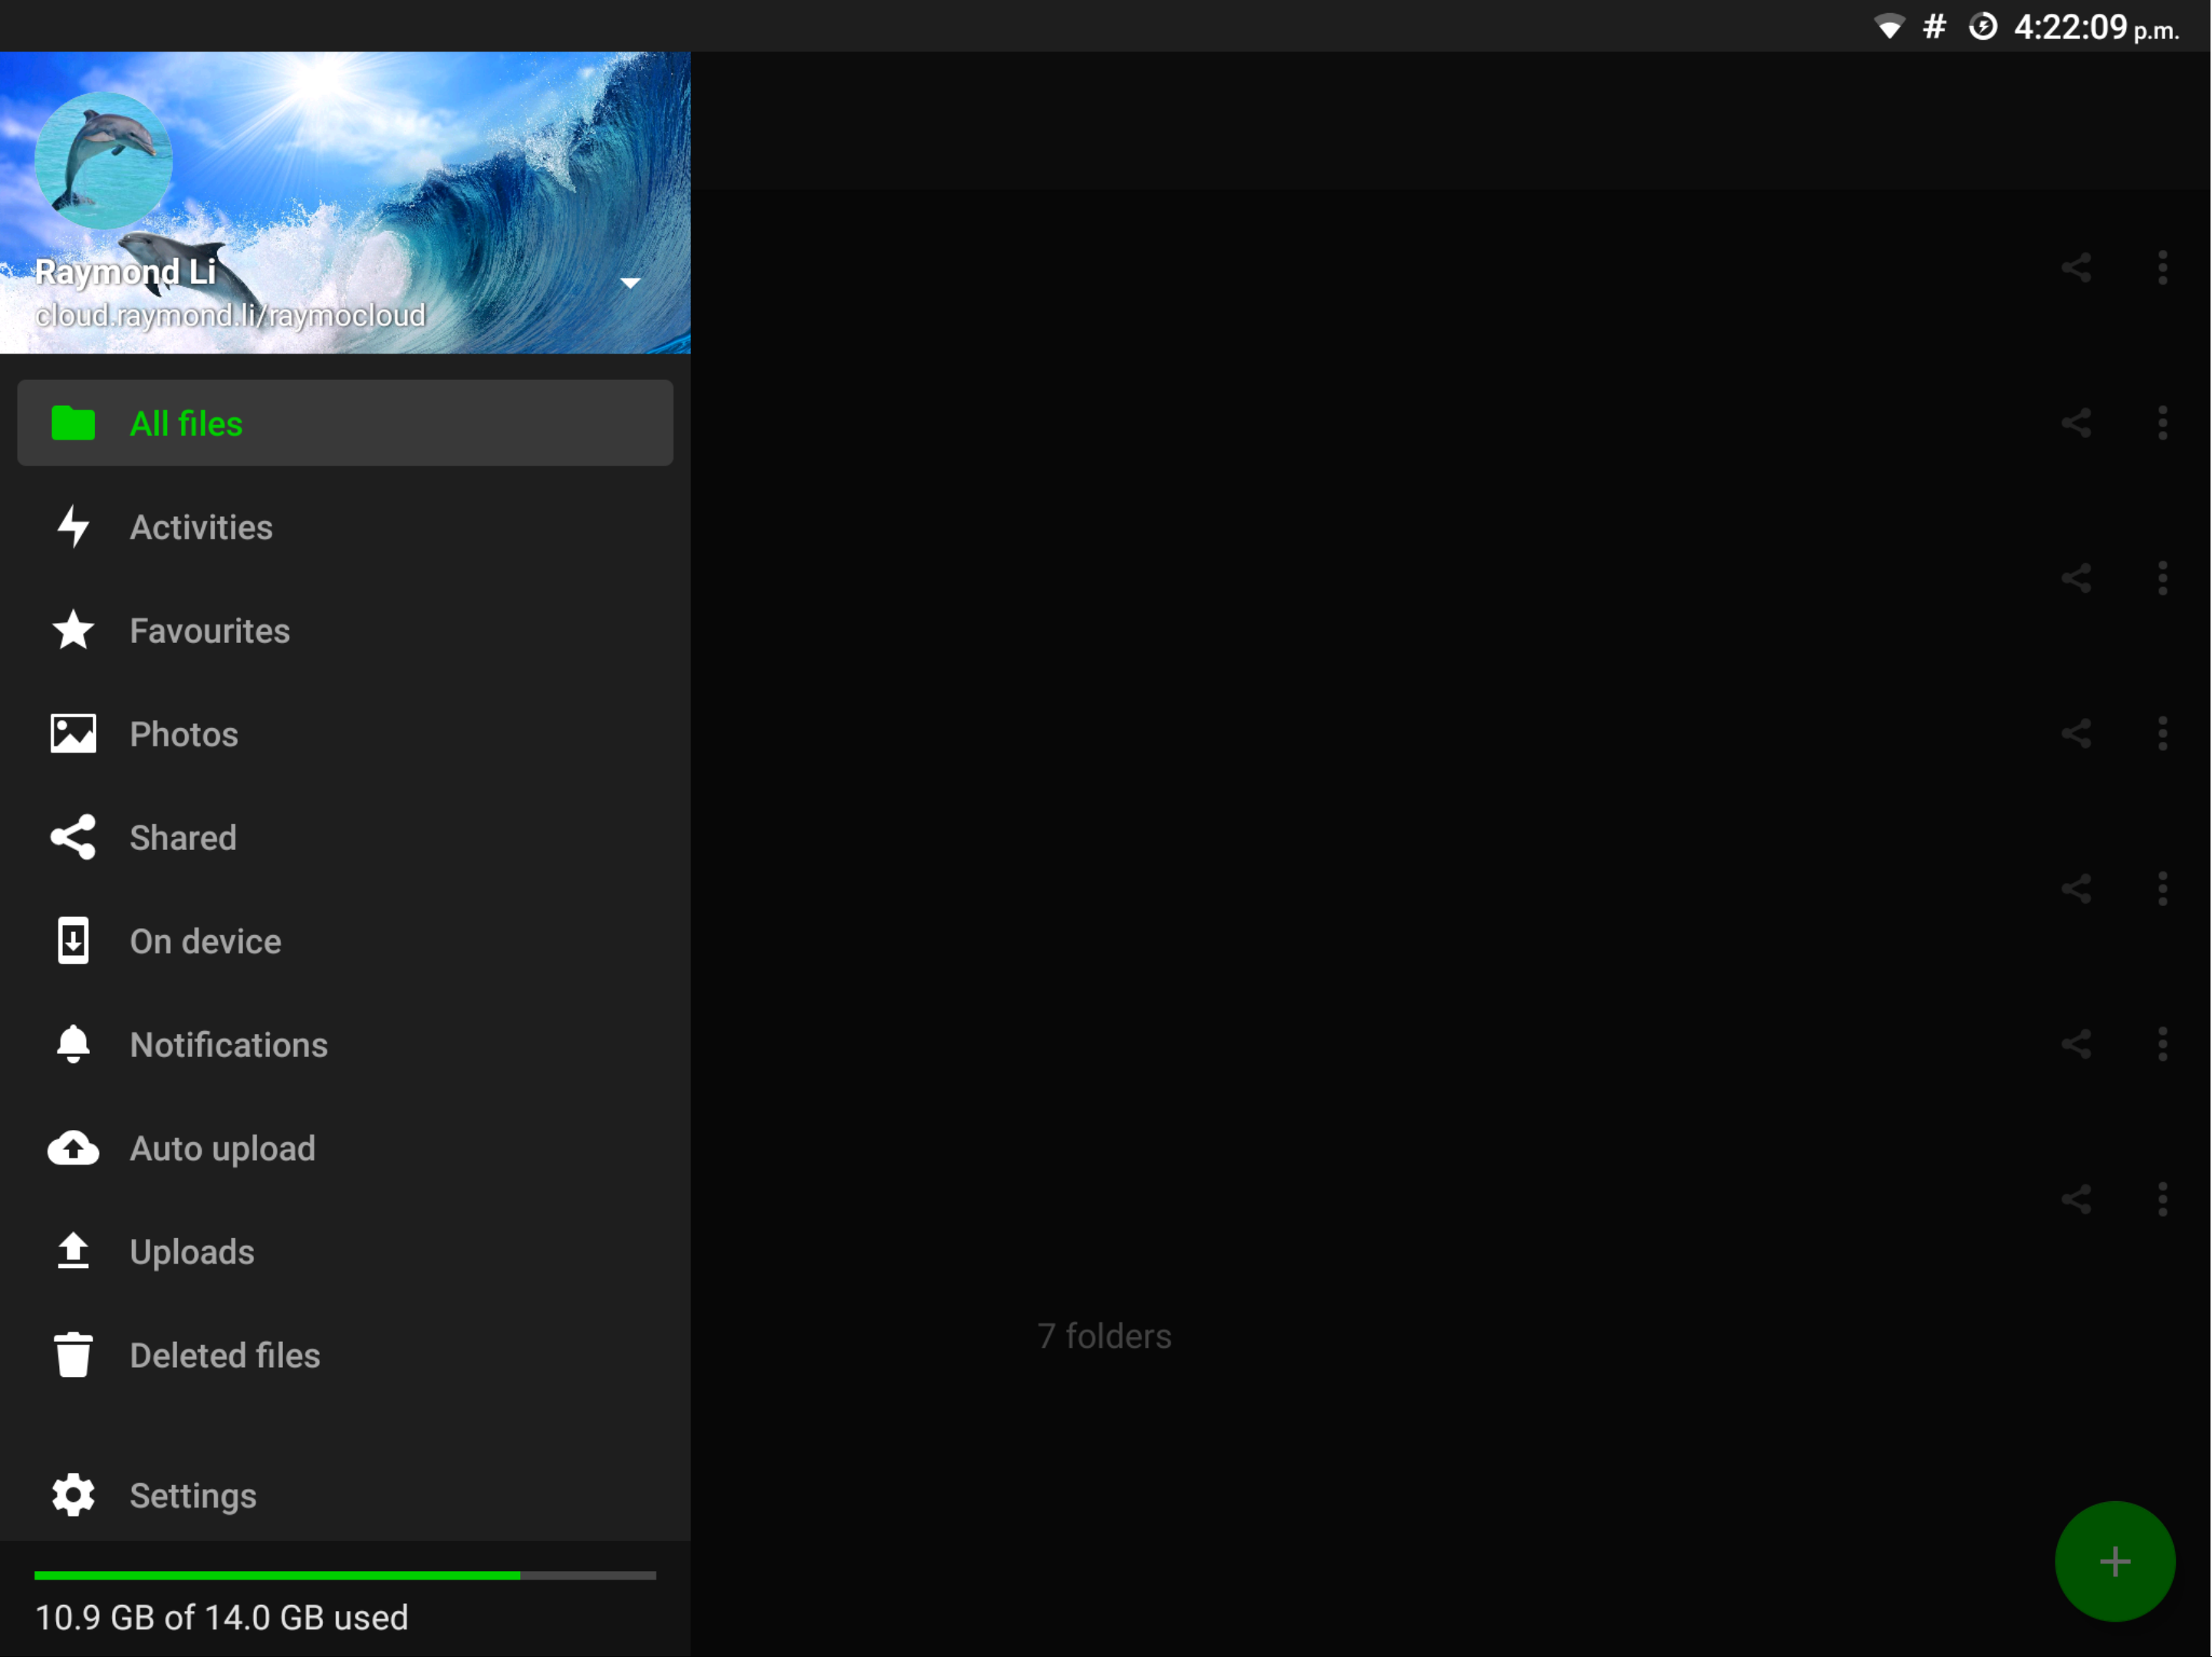 # 4:22:09 p.m.
Raymond Li
cloud.raymond.li/raymocloud
All files
Activities
Favourites
Photos
Shared
On device
Notifications
Auto upload
Uploads
Deleted files
7 folders
Settings
10.9 GB of 14.0 GB used